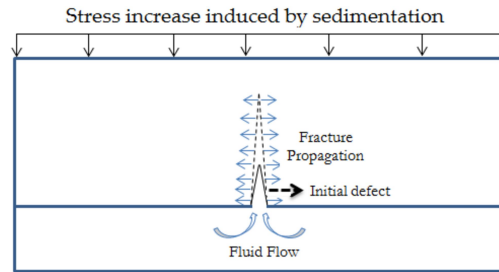 Stress increase induced by sedimentation
Fracture
Propagation
Initial defect
Fluid Flow